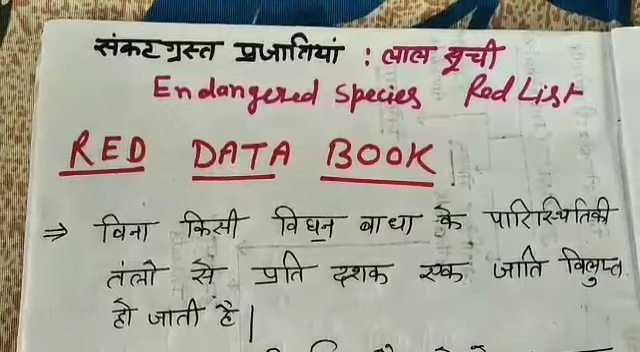 संकटग्रस्त प्रजातियां : लाल सूची
Endangered Species Red List
RED DATA BOOK
⇒ विना किसी विघ्न बाधा के पारिस्थितिकी
तंत्रो से प्रति दशक एक जाति विलुप्त
हो जाती है।